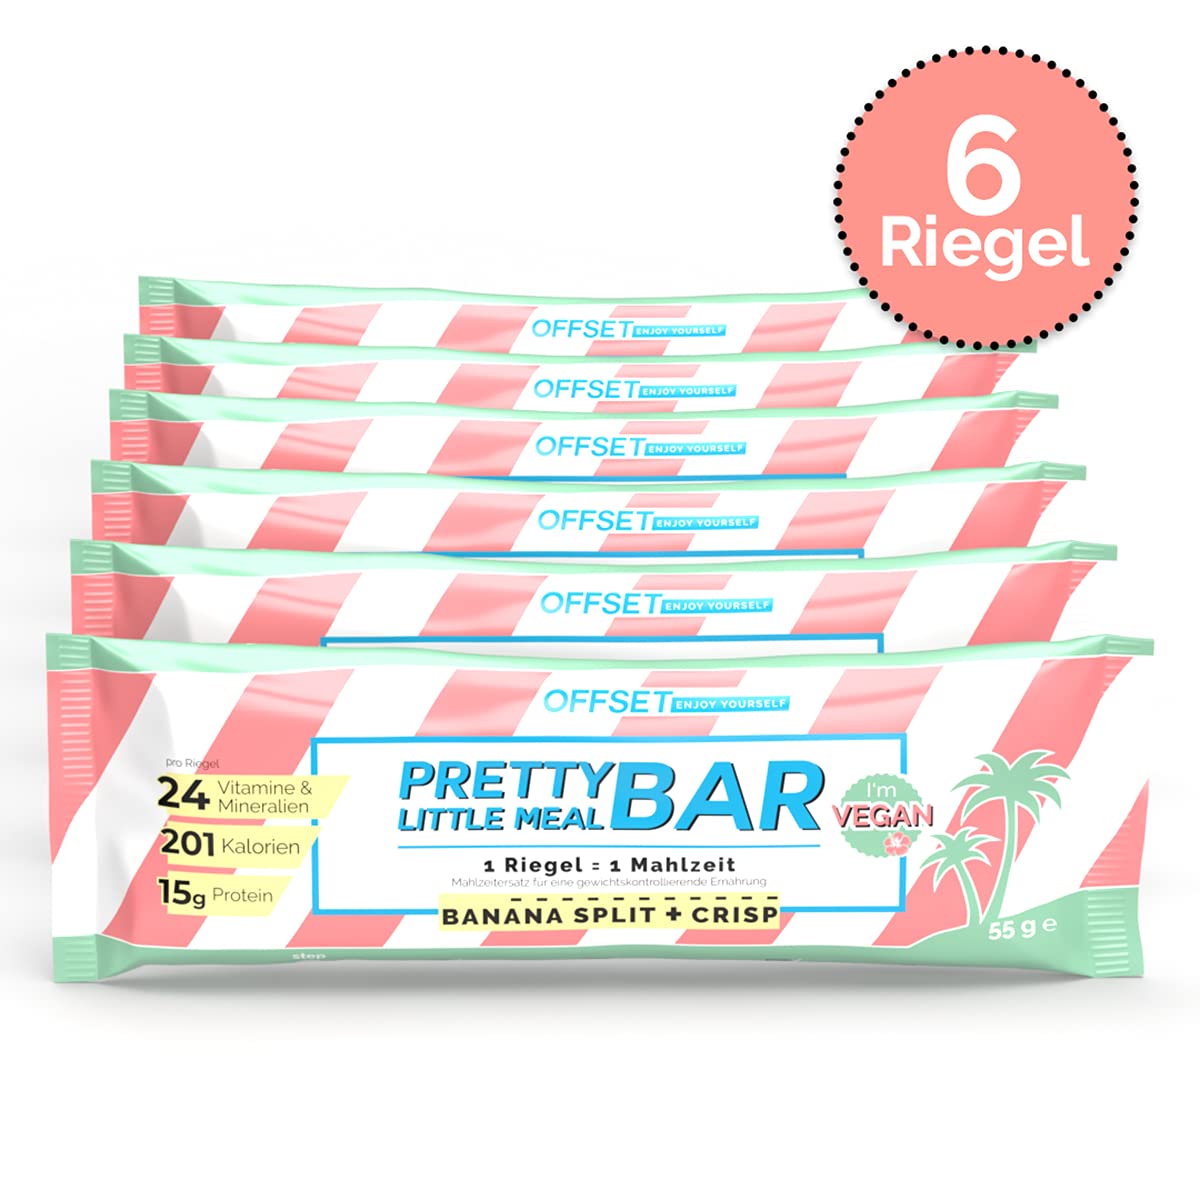 6
Riegel
OFFSET ENJOY YOURSELF
OFFSET ENJOY YOURSELF
OFFSET ENJOY YOURSELF
OFFSET ENJOY YOURSELF
OFFSET ENJOY YOURSELF
OFFSET ENJOY YOURSELF
pro Riegel
24 Vitamine &
Mineralien
201 Kalorien
15g Protein
PRETTY
LITTLE MEAL
BAR
I'm
VEGAN
1 Riegel = 1 Mahlzeit
Mahlzeitersatz für eine gewichtskontrollierende Ernährung
BANANA SPLIT + CRISP
55 g e